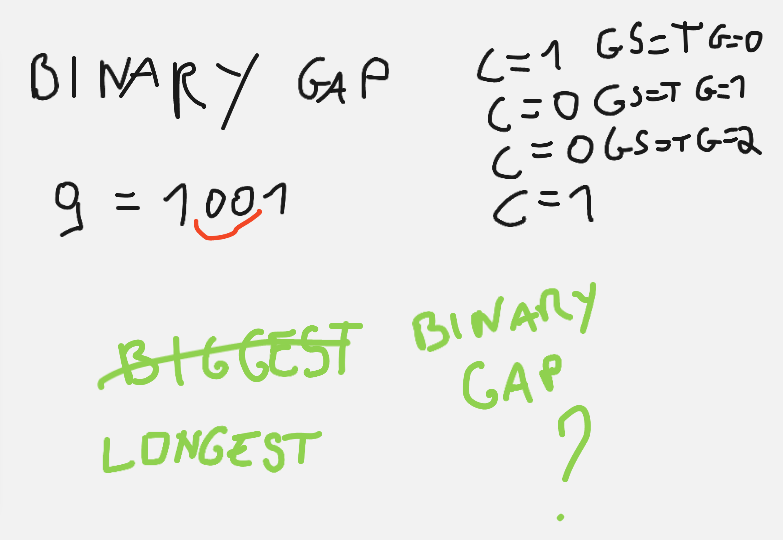 BINARY GAP
C=1 GS=T G=0
C=0 GS=T G=1
C=0 GS=T G=2
C=1
9 = 1001
BIGGEST BINARY
GAP
LONGEST
?